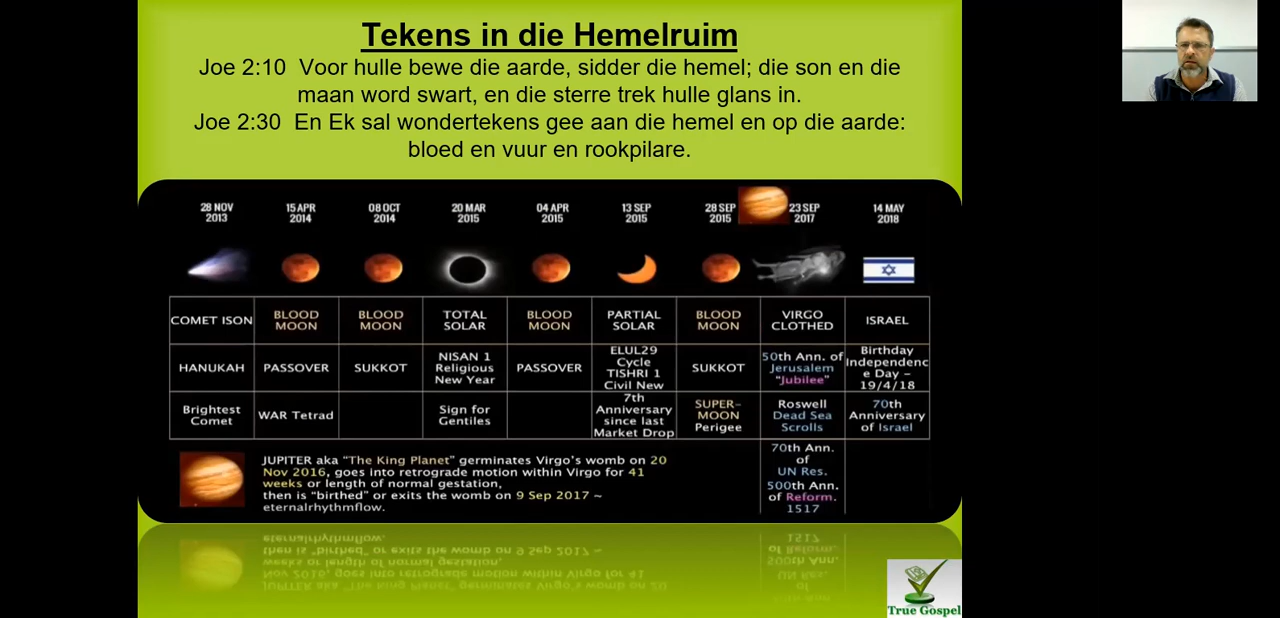 Tekens in die Hemelruim
Joe 2:10 Voor hulle bewe die aarde, sidder die hemel; die son en die
maan word swart, en die sterre trek hulle glans in.
Joe 2:30 En Ek sal wondertekens gee aan die hemel en op die aarde:
bloed en vuur en rookpilare.
28 NOV
2013
15 APR
2014
08 OCT
2014
20 MAR
2015
04 APR
2015
13 SEP
2015
28 SEP
2015
23 SEP
2017
14 MAY
2018
COMET ISON
BLOOD
MOON
BLOOD
MOON
TOTAL
SOLAR
BLOOD
MOON
PARTIAL
SOLAR
BLOOD
MOON
VIRGO
CLOTHED
ISRAEL
HANUKAH
PASSOVER
SUKKOT
NISAN 1
Religious
New Year
PASSOVER
ELUL29
Cycle
TISHRI 1
Civil New
SUKKOT
50th Ann. of
Jerusalem
"Jubilee"
Birthday
Independenc
e Day –
19/4/18
Brightest
Comet
WAR Tetrad
Sign for
Gentiles
7th
Anniversary
since last
Market Drop
SUPER-
MOON
Perigee
Roswell
Dead Sea
Scrolls
70th
Anniversary
of Israel
JUPITER aka "The King Planet" germinates Virgo's womb on 20
Nov 2016, goes into retrograde motion within Virgo for 41
weeks or length of normal gestation,
then is "birthed" or exits the womb on 9 Sep 2017 ~
eternalrhythmflow.
70th Ann.
of
UN Res.
500th Ann.
of Reform.
1517
True Gospel